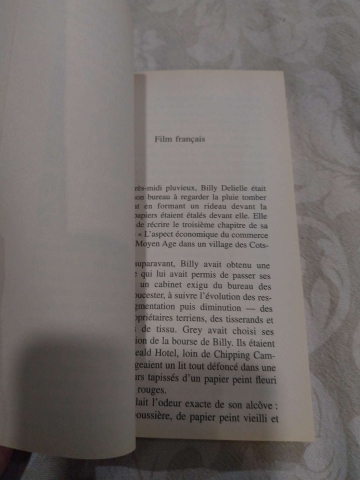 Film français
rès-midi pluvieux, Billy Delielle était
on bureau à regarder la pluie tomber
nt en formant un rideau devant la
papiers étaient étalés devant elle. Elle
de récrire le troisième chapitre de sa
« L'aspect économique du commerce
Moyen Age dans un village des Cots-
uparavant, Billy avait obtenu une
e qui lui avait permis de passer ses
un cabinet exigu du bureau des
ucester, à suivre l'évolution des res-
gmentation puis diminution — des
opriétaires terriens, des tisserands et
s de tissu. Grey avait choisi ses
tion de la bourse de Billy. Ils étaient
eald Hotel, loin de Chipping Cam-
geaient un lit tout défoncé dans une
urs tapissés d'un papier peint fleuri
rouges.
lait l'odeur exacte de son alcôve :
oussière, de papier peint vieilli et